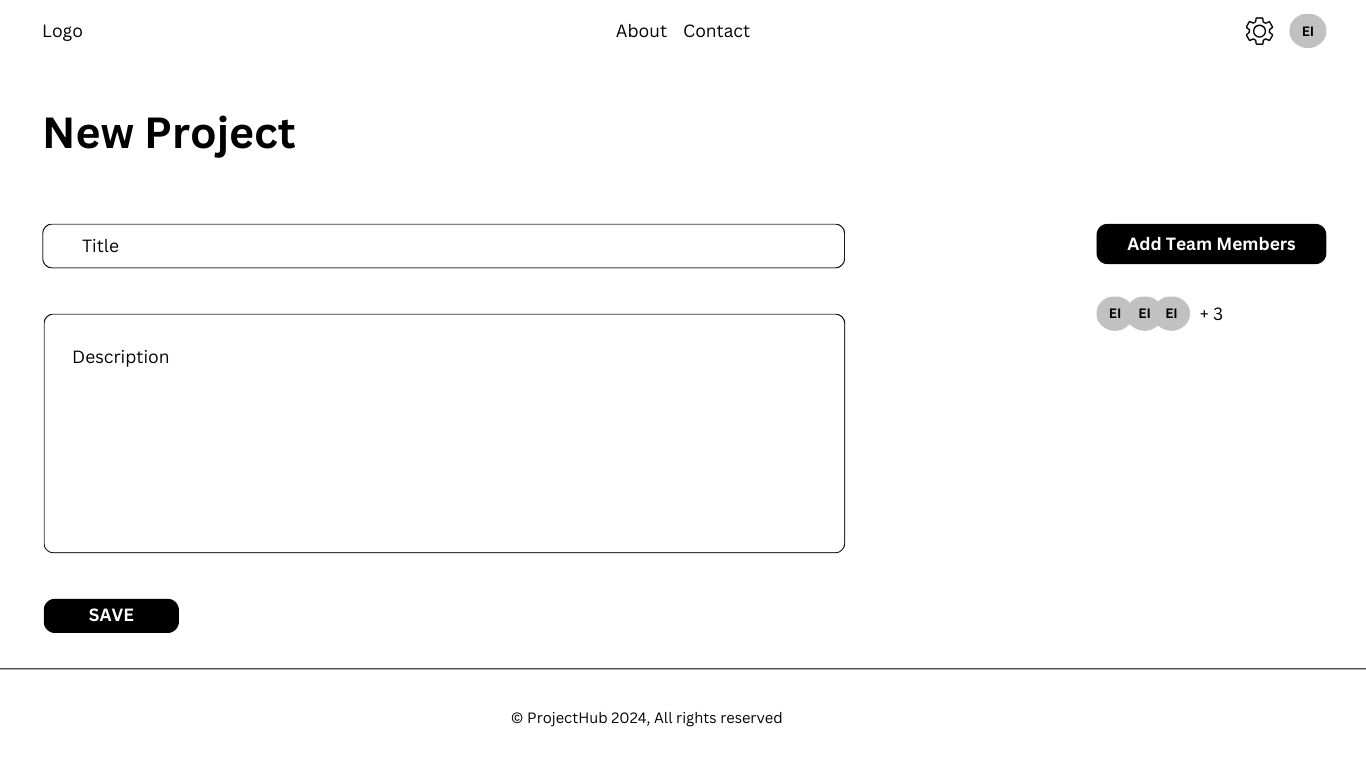 Logo
About Contact
EI
New Project
Title
Add Team Members
EI EI EI + 3
Description
SAVE
© ProjectHub 2024, All rights reserved